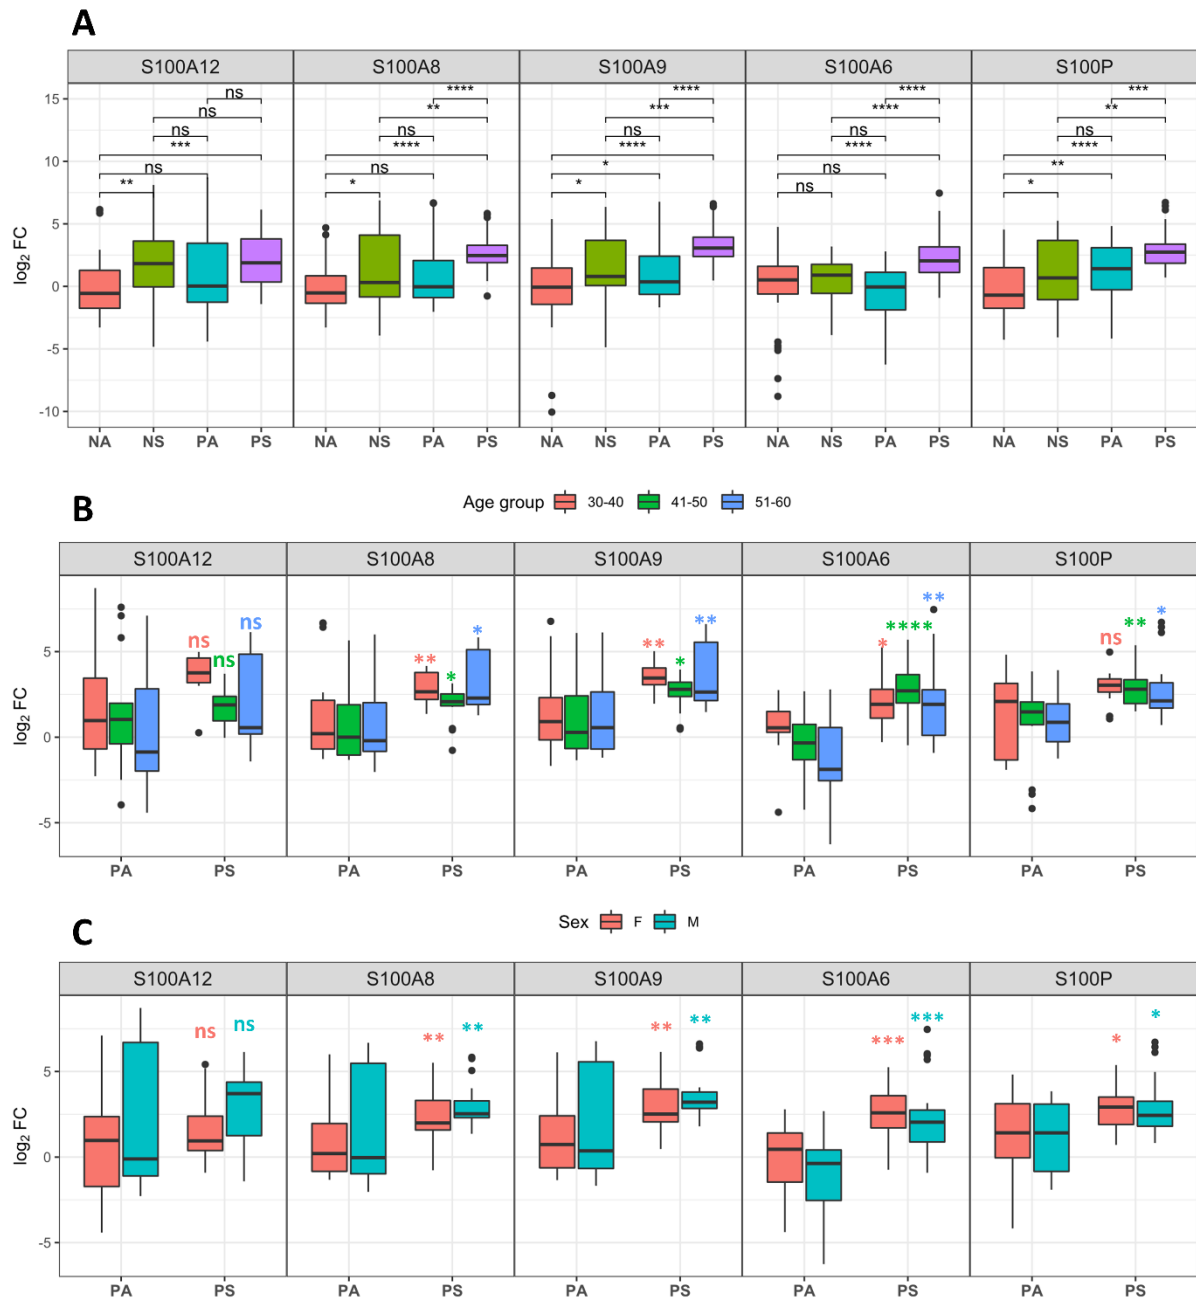 A
S100A12 S100A8 S100A9 S100A6 S100P
ns **** **** **** ***
ns ** *** **** **
ns ns ns ns ns
*** **** **** **** ****
ns ns * ns **
** * * ns *
15
10
5
0
-5
-10
log2 FC
NA NS PA PS NA NS PA PS NA NS PA PS NA NS PA PS NA NS PA PS
B
Age group 30-40 41-50 51-60
S100A12 S100A8 S100A9 S100A6 S100P
ns ns ns ** * * ** * ** * **** ** ns ** *
5
0
-5
log2 FC
PA PS PA PS PA PS PA PS PA PS
C
Sex F M
S100A12 S100A8 S100A9 S100A6 S100P
ns ns ** ** ** ** *** *** * *
5
0
-5
log2 FC
PA PS PA PS PA PS PA PS PA PS